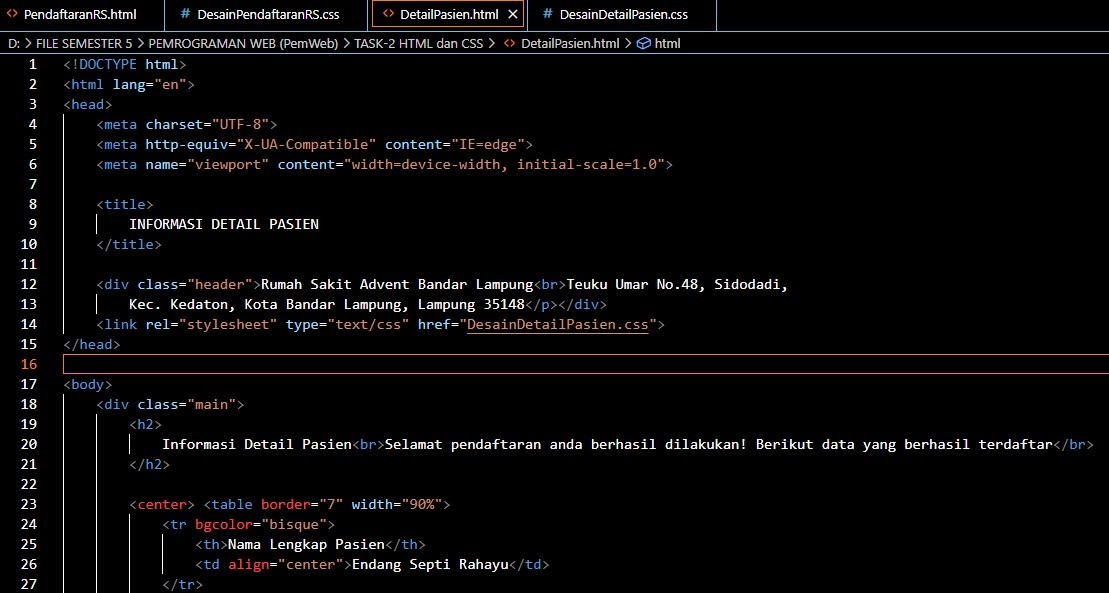 PendaftaranRS.html # DesainPendaftaranRS.css DetailPasien.html # DesainDetailPasien.css
D: > FILE SEMESTER 5 > PEMROGRAMAN WEB (PemWeb) > TASK-2 HTML dan CSS > DetailPasien.html > html
1 <!DOCTYPE html>
2 <html lang="en">
3 <head>
4 <meta charset="UTF-8">
5 <meta http-equiv="X-UA-Compatible" content="IE=edge">
6 <meta name="viewport" content="width=device-width, initial-scale=1.0">
7
8 <title>
9 INFORMASI DETAIL PASIEN
10 </title>
11
12 <div class="header">Rumah Sakit Advent Bandar Lampung<br>Teuku Umar No.48, Sidodadi,
13 Kec. Kedaton, Kota Bandar Lampung, Lampung 35148</p></div>
14 <link rel="stylesheet" type="text/css" href="DesainDetailPasien.css">
15 </head>
16
17 <body>
18 <div class="main">
19 <h2>
20 Informasi Detail Pasien<br>Selamat pendaftaran anda berhasil dilakukan! Berikut data yang berhasil terdaftar</br>
21 </h2>
22
23 <center> <table border="7" width="90%">
24 <tr bgcolor="bisque">
25 <th>Nama Lengkap Pasien</th>
26 <td align="center">Endang Septi Rahayu</td>
27 </tr>